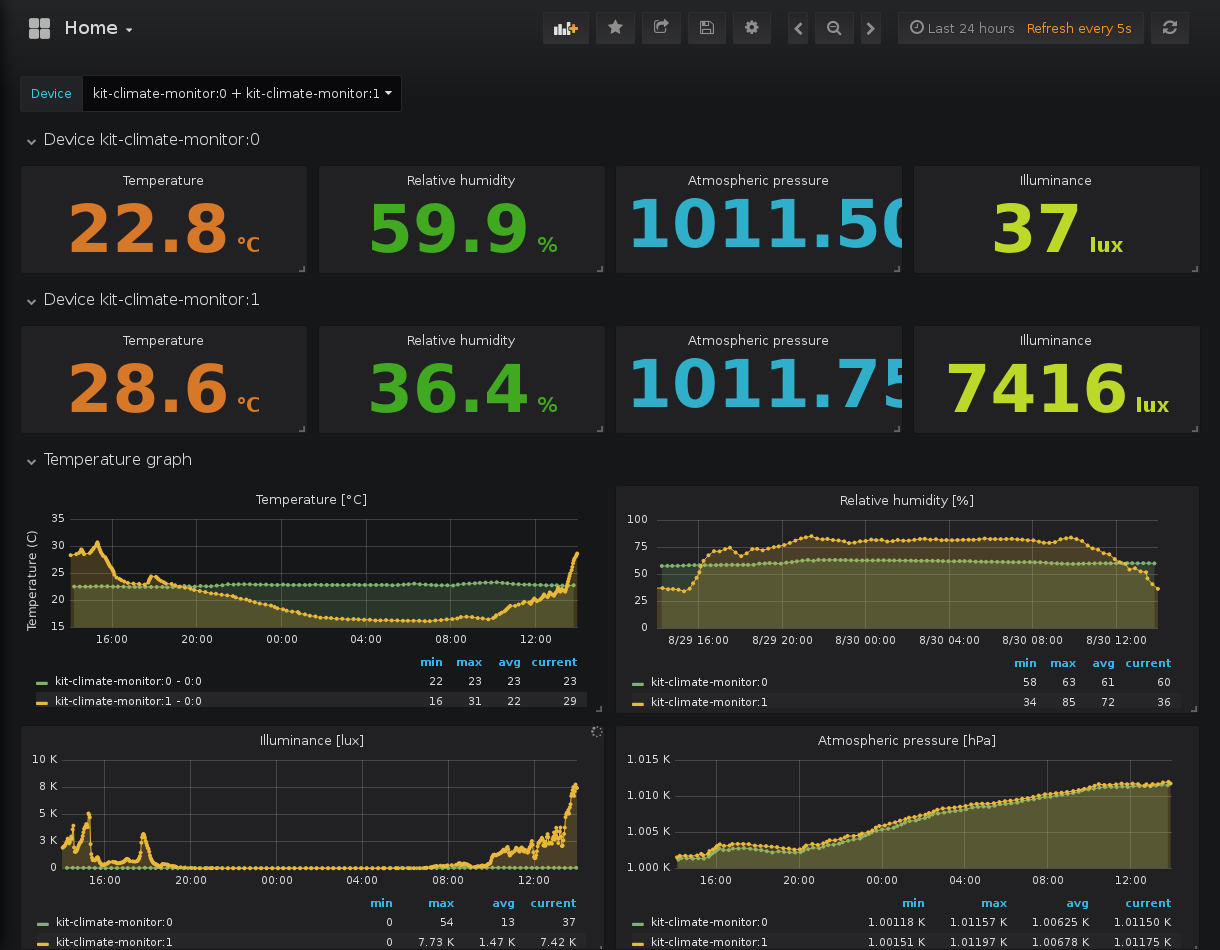 Home
Last 24 hours Refresh every 5s
Device kit-climate-monitor:0 + kit-climate-monitor:1
Device kit-climate-monitor:0
Temperature Relative humidity Atmospheric pressure Illuminance
22.8 °C 59.9 % 1011.50 37 lux
Device kit-climate-monitor:1
Temperature Relative humidity Atmospheric pressure Illuminance
28.6 °C 36.4 % 1011.75 7416 lux
Temperature graph
Temperature [°C]
Temperature (C)
35
30
25
20
15
16:00 20:00 00:00 04:00 08:00 12:00
min max avg current
kit-climate-monitor:0 - 0:0 22 23 23 23
kit-climate-monitor:1 - 0:0 16 31 22 29
Relative humidity [%]
100
75
50
25
0
8/29 16:00 8/29 20:00 8/30 00:00 8/30 04:00 8/30 08:00 8/30 12:00
min max avg current
kit-climate-monitor:0 58 63 61 60
kit-climate-monitor:1 34 85 72 36
Illuminance [lux]
10 K
8 K
5 K
3 K
0
16:00 20:00 00:00 04:00 08:00 12:00
min max avg current
kit-climate-monitor:0 0 54 13 37
kit-climate-monitor:1 0 7.73 K 1.47 K 7.42 K
Atmospheric pressure [hPa]
1.015 K
1.010 K
1.005 K
1.000 K
16:00 20:00 00:00 04:00 08:00 12:00
min max avg current
kit-climate-monitor:0 1.00118 K 1.01157 K 1.00625 K 1.01150 K
kit-climate-monitor:1 1.00151 K 1.01197 K 1.00678 K 1.01175 K